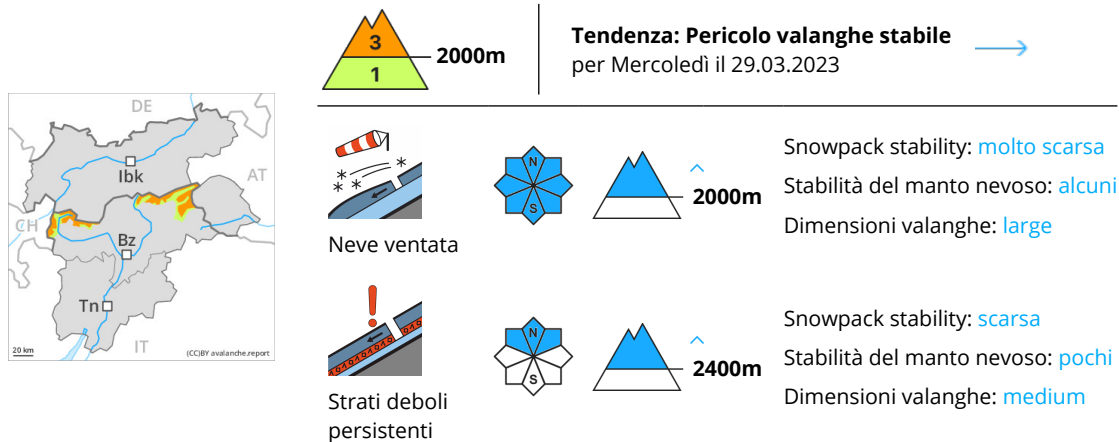 3
1
2000m
Tendenza: Pericolo valanghe stabile
per Mercoledì il 29.03.2023
DE
AT
Ibk
CH
Bz
Tn
IT
20 km
(CC)BY avalanche.report
Neve ventata
N
S
2000m
Snowpack stability: molto scarsa
Stabilità del manto nevoso: alcuni
Dimensioni valanghe: large
Strati deboli
persistenti
N
S
2400m
Snowpack stability: scarsa
Stabilità del manto nevoso: pochi
Dimensioni valanghe: medium